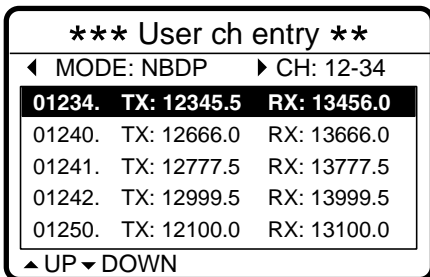 *** User ch entry **
◀ MODE: NBDP ▶ CH: 12-34
01234. TX: 12345.5 RX: 13456.0
01240. TX: 12666.0 RX: 13666.0
01241. TX: 12777.5 RX: 13777.5
01242. TX: 12999.5 RX: 13999.5
01250. TX: 12100.0 RX: 13100.0
▲ UP ▼ DOWN